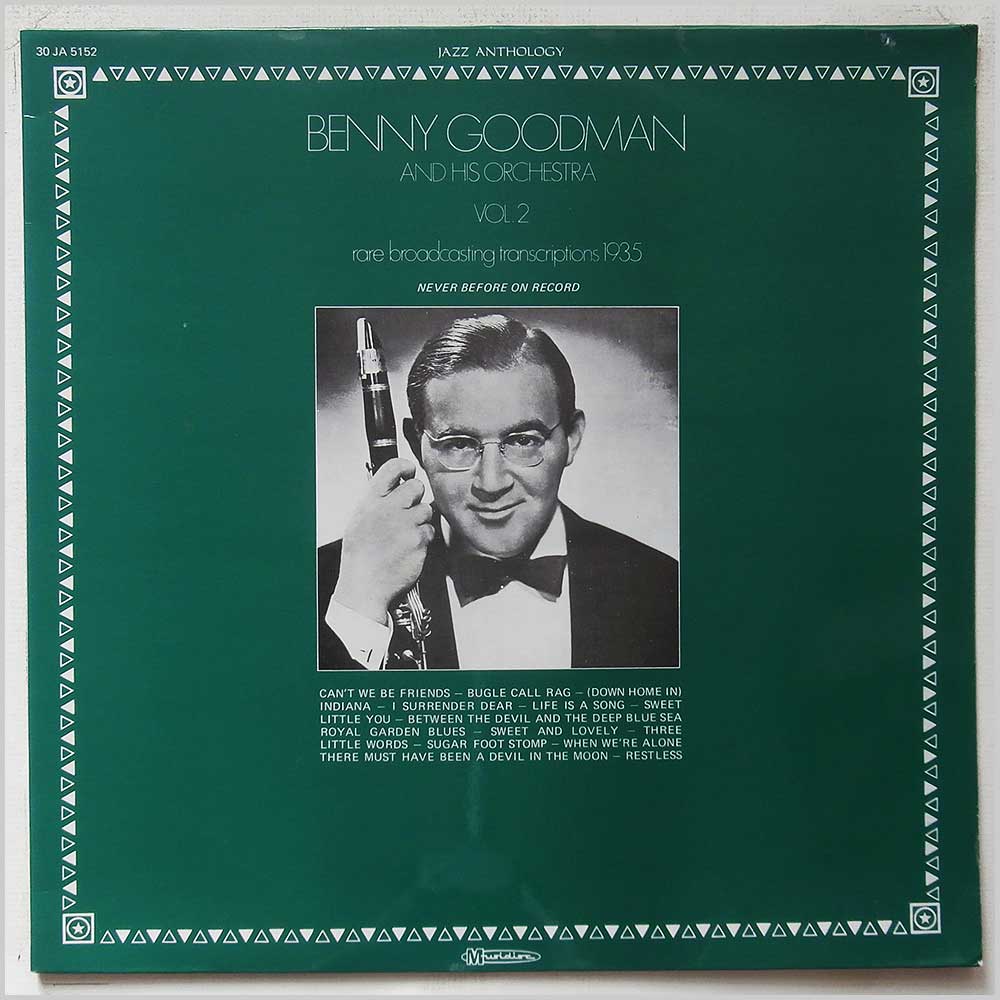 30 JA 5152
JAZZ ANTHOLOGY
BENNY GOODMAN
AND HIS ORCHESTRA
VOL. 2
rare broadcasting transcriptions 1935
NEVER BEFORE ON RECORD
CAN'T WE BE FRIENDS – BUGLE CALL RAG – (DOWN HOME IN)
INDIANA – I SURRENDER DEAR – LIFE IS A SONG – SWEET
LITTLE YOU – BETWEEN THE DEVIL AND THE DEEP BLUE SEA
ROYAL GARDEN BLUES – SWEET AND LOVELY – THREE
LITTLE WORDS – SUGAR FOOT STOMP – WHEN WE'RE ALONE
THERE MUST HAVE BEEN A DEVIL IN THE MOON – RESTLESS
Musidisc